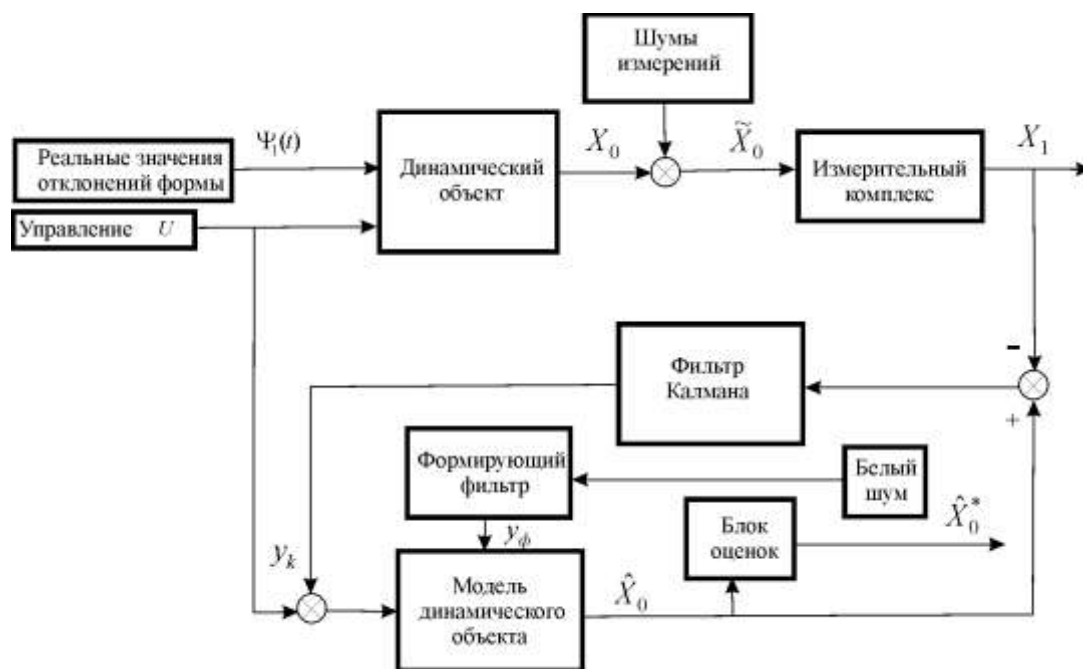 Шумы
измерений
Ψ₁(t)
Реальные значения
отклонений формы
Управление U
Динамический
объект
X₀
X̃₀
Измерительный
комплекс
X₁
-
+
Фильтр
Калмана
Формирующий
фильтр
Белый
шум
Блок
оценок
X̂₀*
yₖ
y_ф
Модель
динамического
объекта
X̂₀